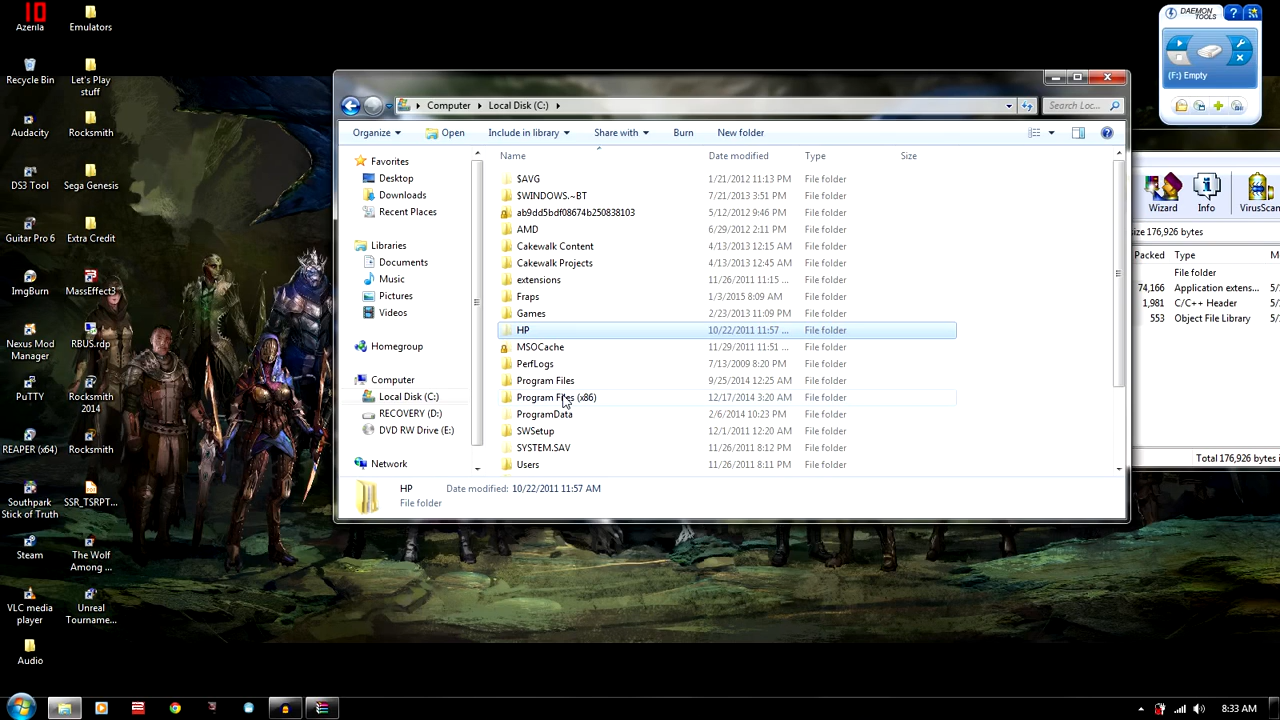 10
Azerila
Emulators
Recycle Bin
Let's Play stuff
Audacity
Rocksmith
DS3 Tool
Sega Genesis
Guitar Pro 6
Extra Credit
ImgBurn
MassEffect3
Nexus Mod Manager
RBUS.rdp
PuTTY
Rocksmith 2014
REAPER (x64)
Rocksmith
Southpark Stick of Truth
SSR_TSRPT...
Steam
The Wolf Among ...
VLC media player
Unreal Tourname...
Audio
Computer Local Disk (C:)
Search Loc...
Organize Open Include in library Share with Burn New folder
Name Date modified Type Size
Favorites
Desktop
Downloads
Recent Places
Libraries
Documents
Music
Pictures
Videos
Homegroup
Computer
Local Disk (C:)
RECOVERY (D:)
DVD RW Drive (E:)
Network
$AVG 1/21/2012 11:13 PM File folder
$WINDOWS.~BT 7/21/2013 3:51 PM File folder
ab9dd5bdf08674b250838103 5/12/2012 9:46 PM File folder
AMD 6/29/2012 2:11 PM File folder
Cakewalk Content 4/13/2013 12:15 AM File folder
Cakewalk Projects 4/13/2013 12:45 AM File folder
extensions 11/26/2011 11:15 ... File folder
Fraps 1/3/2015 8:09 AM File folder
Games 2/23/2013 11:09 PM File folder
HP 10/22/2011 11:57 ... File folder
MSOCache 11/29/2011 11:51 ... File folder
PerfLogs 7/13/2009 8:20 PM File folder
Program Files 9/25/2014 12:25 AM File folder
Program Files (x86) 12/17/2014 3:20 AM File folder
ProgramData 2/6/2014 10:23 PM File folder
SWSetup 12/1/2011 12:20 AM File folder
SYSTEM.SAV 11/26/2011 8:12 PM File folder
Users 11/26/2011 8:11 PM File folder
HP Date modified: 10/22/2011 11:57 AM
File folder
DAEMON TOOLS
(F:) Empty
Wizard Info VirusScan
size 176,926 bytes
Packed Type M
File folder
74,166 Application extens... 5/
1,981 C/C++ Header 5/
553 Object File Library 5/
Total 176,926 bytes i
8:33 AM